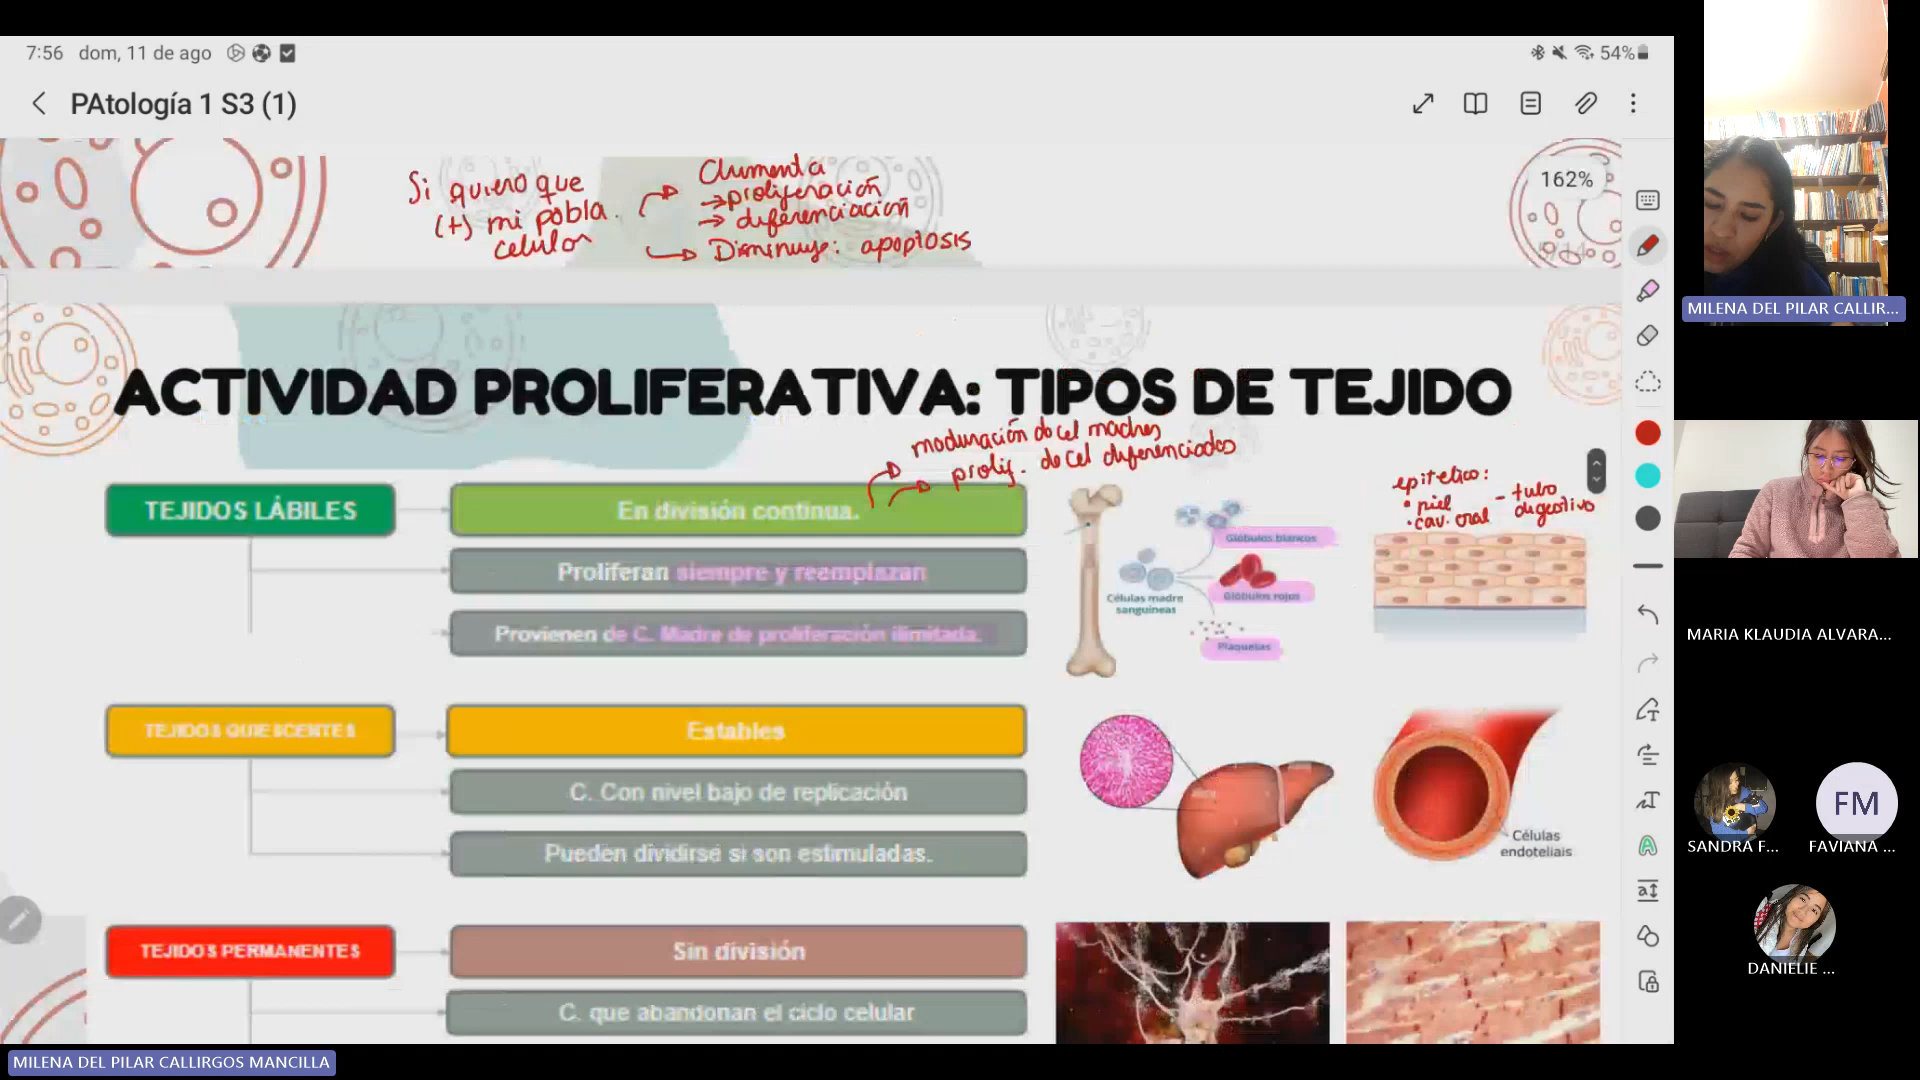 7:56 dom, 11 de ago
54%
PAtología 1 S3 (1)
162%
Si quiero que
(+) mi pobla.
celular
Aumenta
→ proliferación
→ diferenciación
Disminuye: apoptosis
ACTIVIDAD PROLIFERATIVA: TIPOS DE TEJIDO
maduración de cel madres
prolif. de cel diferenciadas
TEJIDOS LÁBILES
En división continua.
Proliferan siempre y reemplazan
Provienen de C. Madre de proliferación ilimitada.
Glóbulos blancos
Células madre
sanguíneas
Glóbulos rojos
Plaquetas
epitelio:
• piel
• cav. oral
- tubo
digestivo
TEJIDOS QUIESCENTES
Estables
C. Con nivel bajo de replicación
Pueden dividirse si son estimuladas.
Células
endoteliais
TEJIDOS PERMANENTES
Sin división
C. que abandonan el ciclo celular
MILENA DEL PILAR CALLIRGOS MANCILLA
MILENA DEL PILAR CALLIR...
MARIA KLAUDIA ALVARA...
FM
SANDRA F...
FAVIANA ...
DANIELIE ...